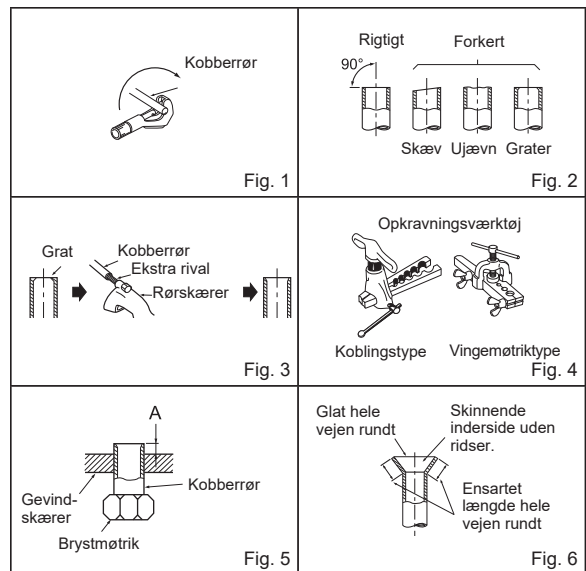 Kobberrør
Fig. 1
Rigtigt
Forkert
90°
Skæv Ujævn Grater
Fig. 2
Grat
Kobberrør
Ekstra rival
Rørskærer
Fig. 3
Opkravningsværktøj
Koblingstype
Vingemøtriktype
Fig. 4
A
Gevind-
skærer
Kobberrør
Brystmøtrik
Fig. 5
Glat hele
vejen rundt
Skinnende
inderside uden
ridser.
Ensartet
længde hele
vejen rundt
Fig. 6